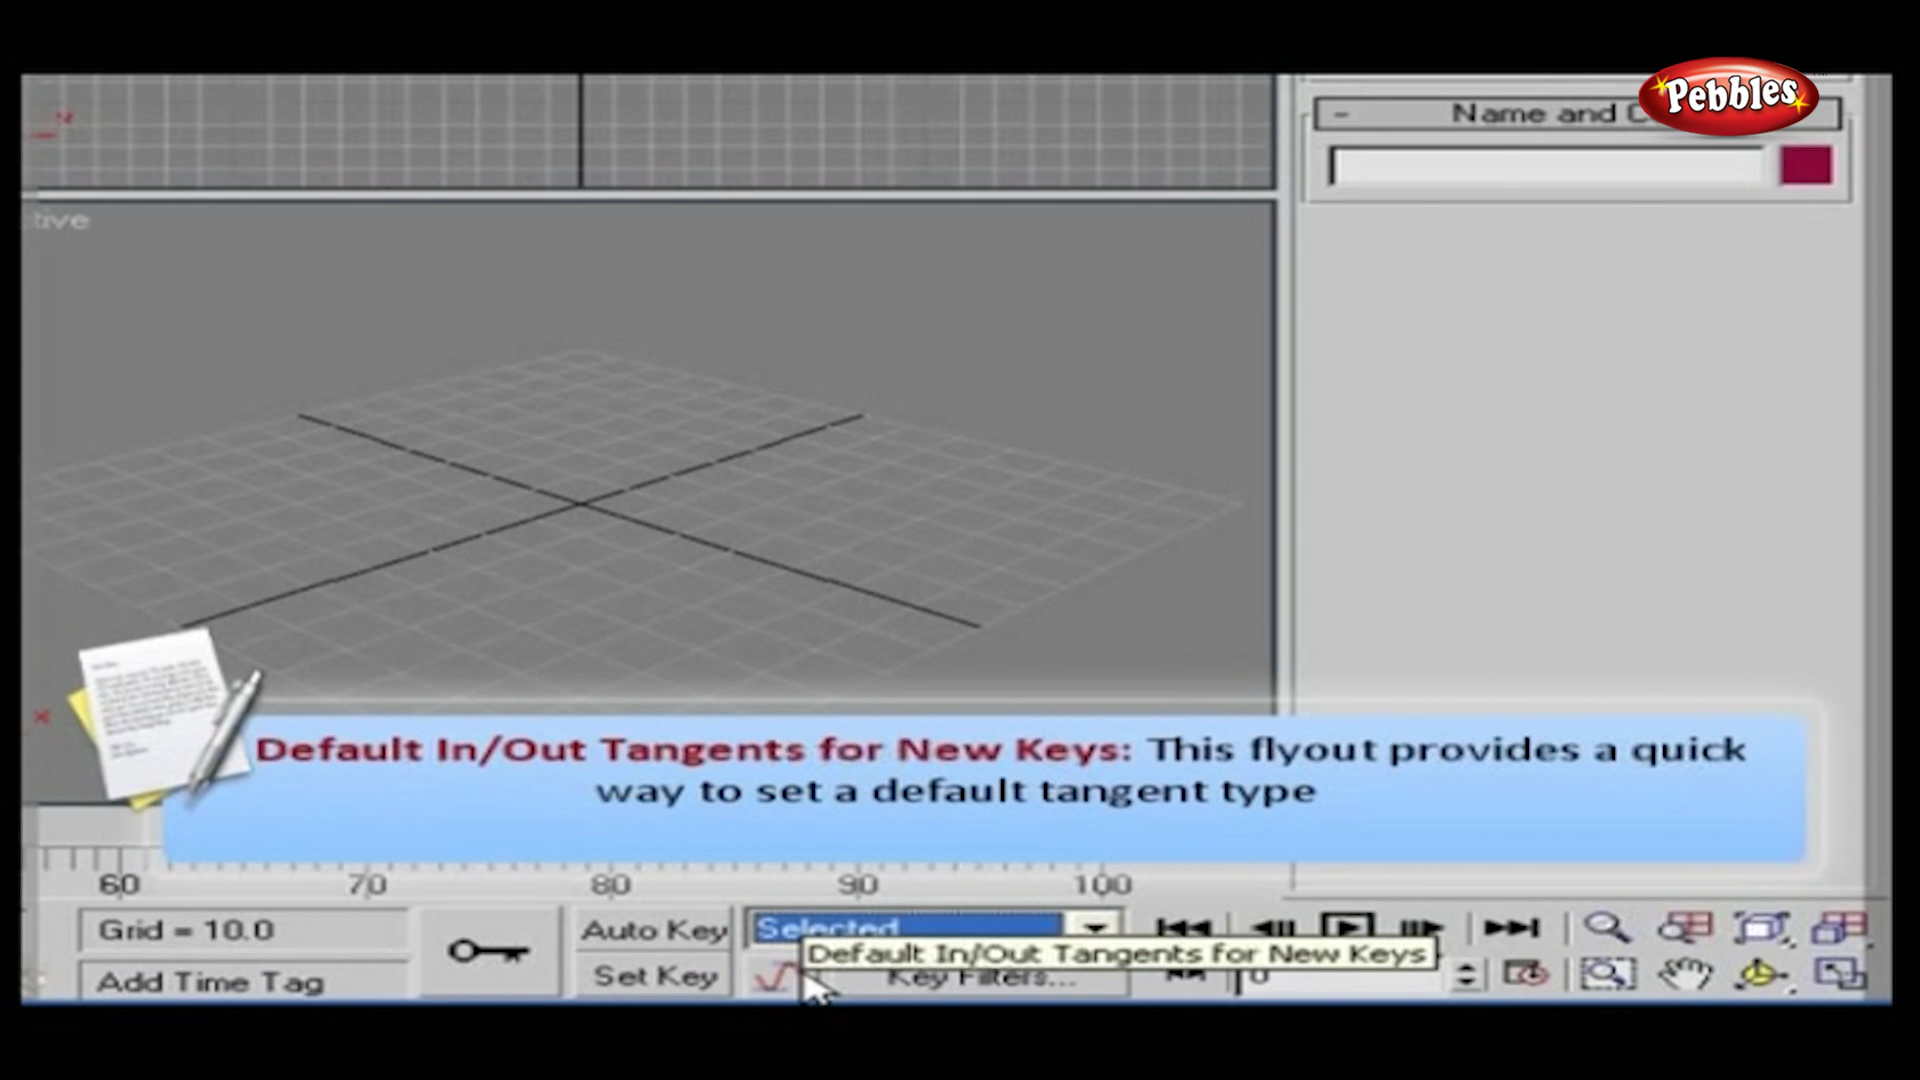 Pebbles
Name and C
tive
Default In/Out Tangents for New Keys: This flyout provides a quick
way to set a default tangent type
60 70 80 90 100
Grid = 10.0
Auto Key
Selected
Default In/Out Tangents for New Keys
Add Time Tag
Set Key
Key Filters...
0